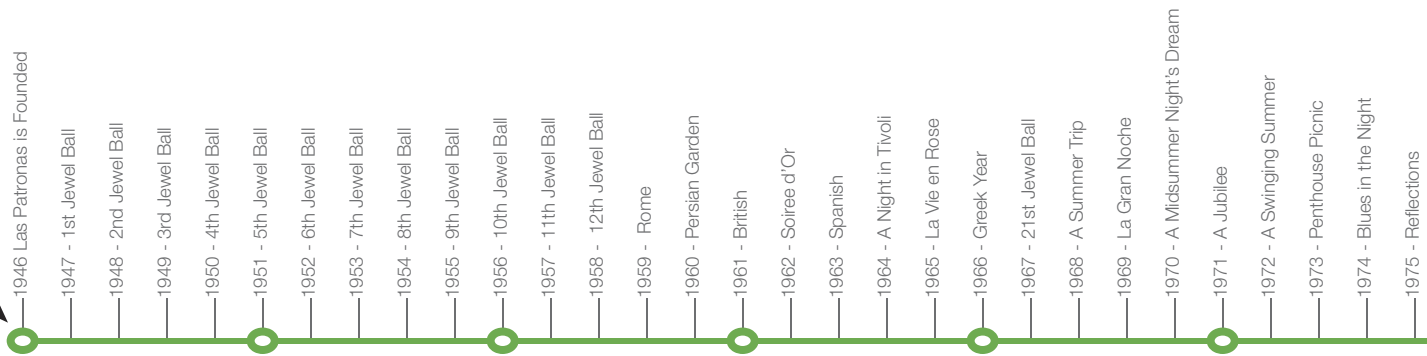 1946 Las Patronas is Founded
1947 - 1st Jewel Ball
1948 - 2nd Jewel Ball
1949 - 3rd Jewel Ball
1950 - 4th Jewel Ball
1951 - 5th Jewel Ball
1952 - 6th Jewel Ball
1953 - 7th Jewel Ball
1954 - 8th Jewel Ball
1955 - 9th Jewel Ball
1956 - 10th Jewel Ball
1957 - 11th Jewel Ball
1958 - 12th Jewel Ball
1959 - Rome
1960 - Persian Garden
1961 - British
1962 - Soiree d'Or
1963 - Spanish
1964 - A Night in Tivoli
1965 - La Vie en Rose
1966 - Greek Year
1967 - 21st Jewel Ball
1968 - A Summer Trip
1969 - La Gran Noche
1970 - A Midsummer Night's Dream
1971 - A Jubilee
1972 - A Swinging Summer
1973 - Penthouse Picnic
1974 - Blues in the Night
1975 - Reflections